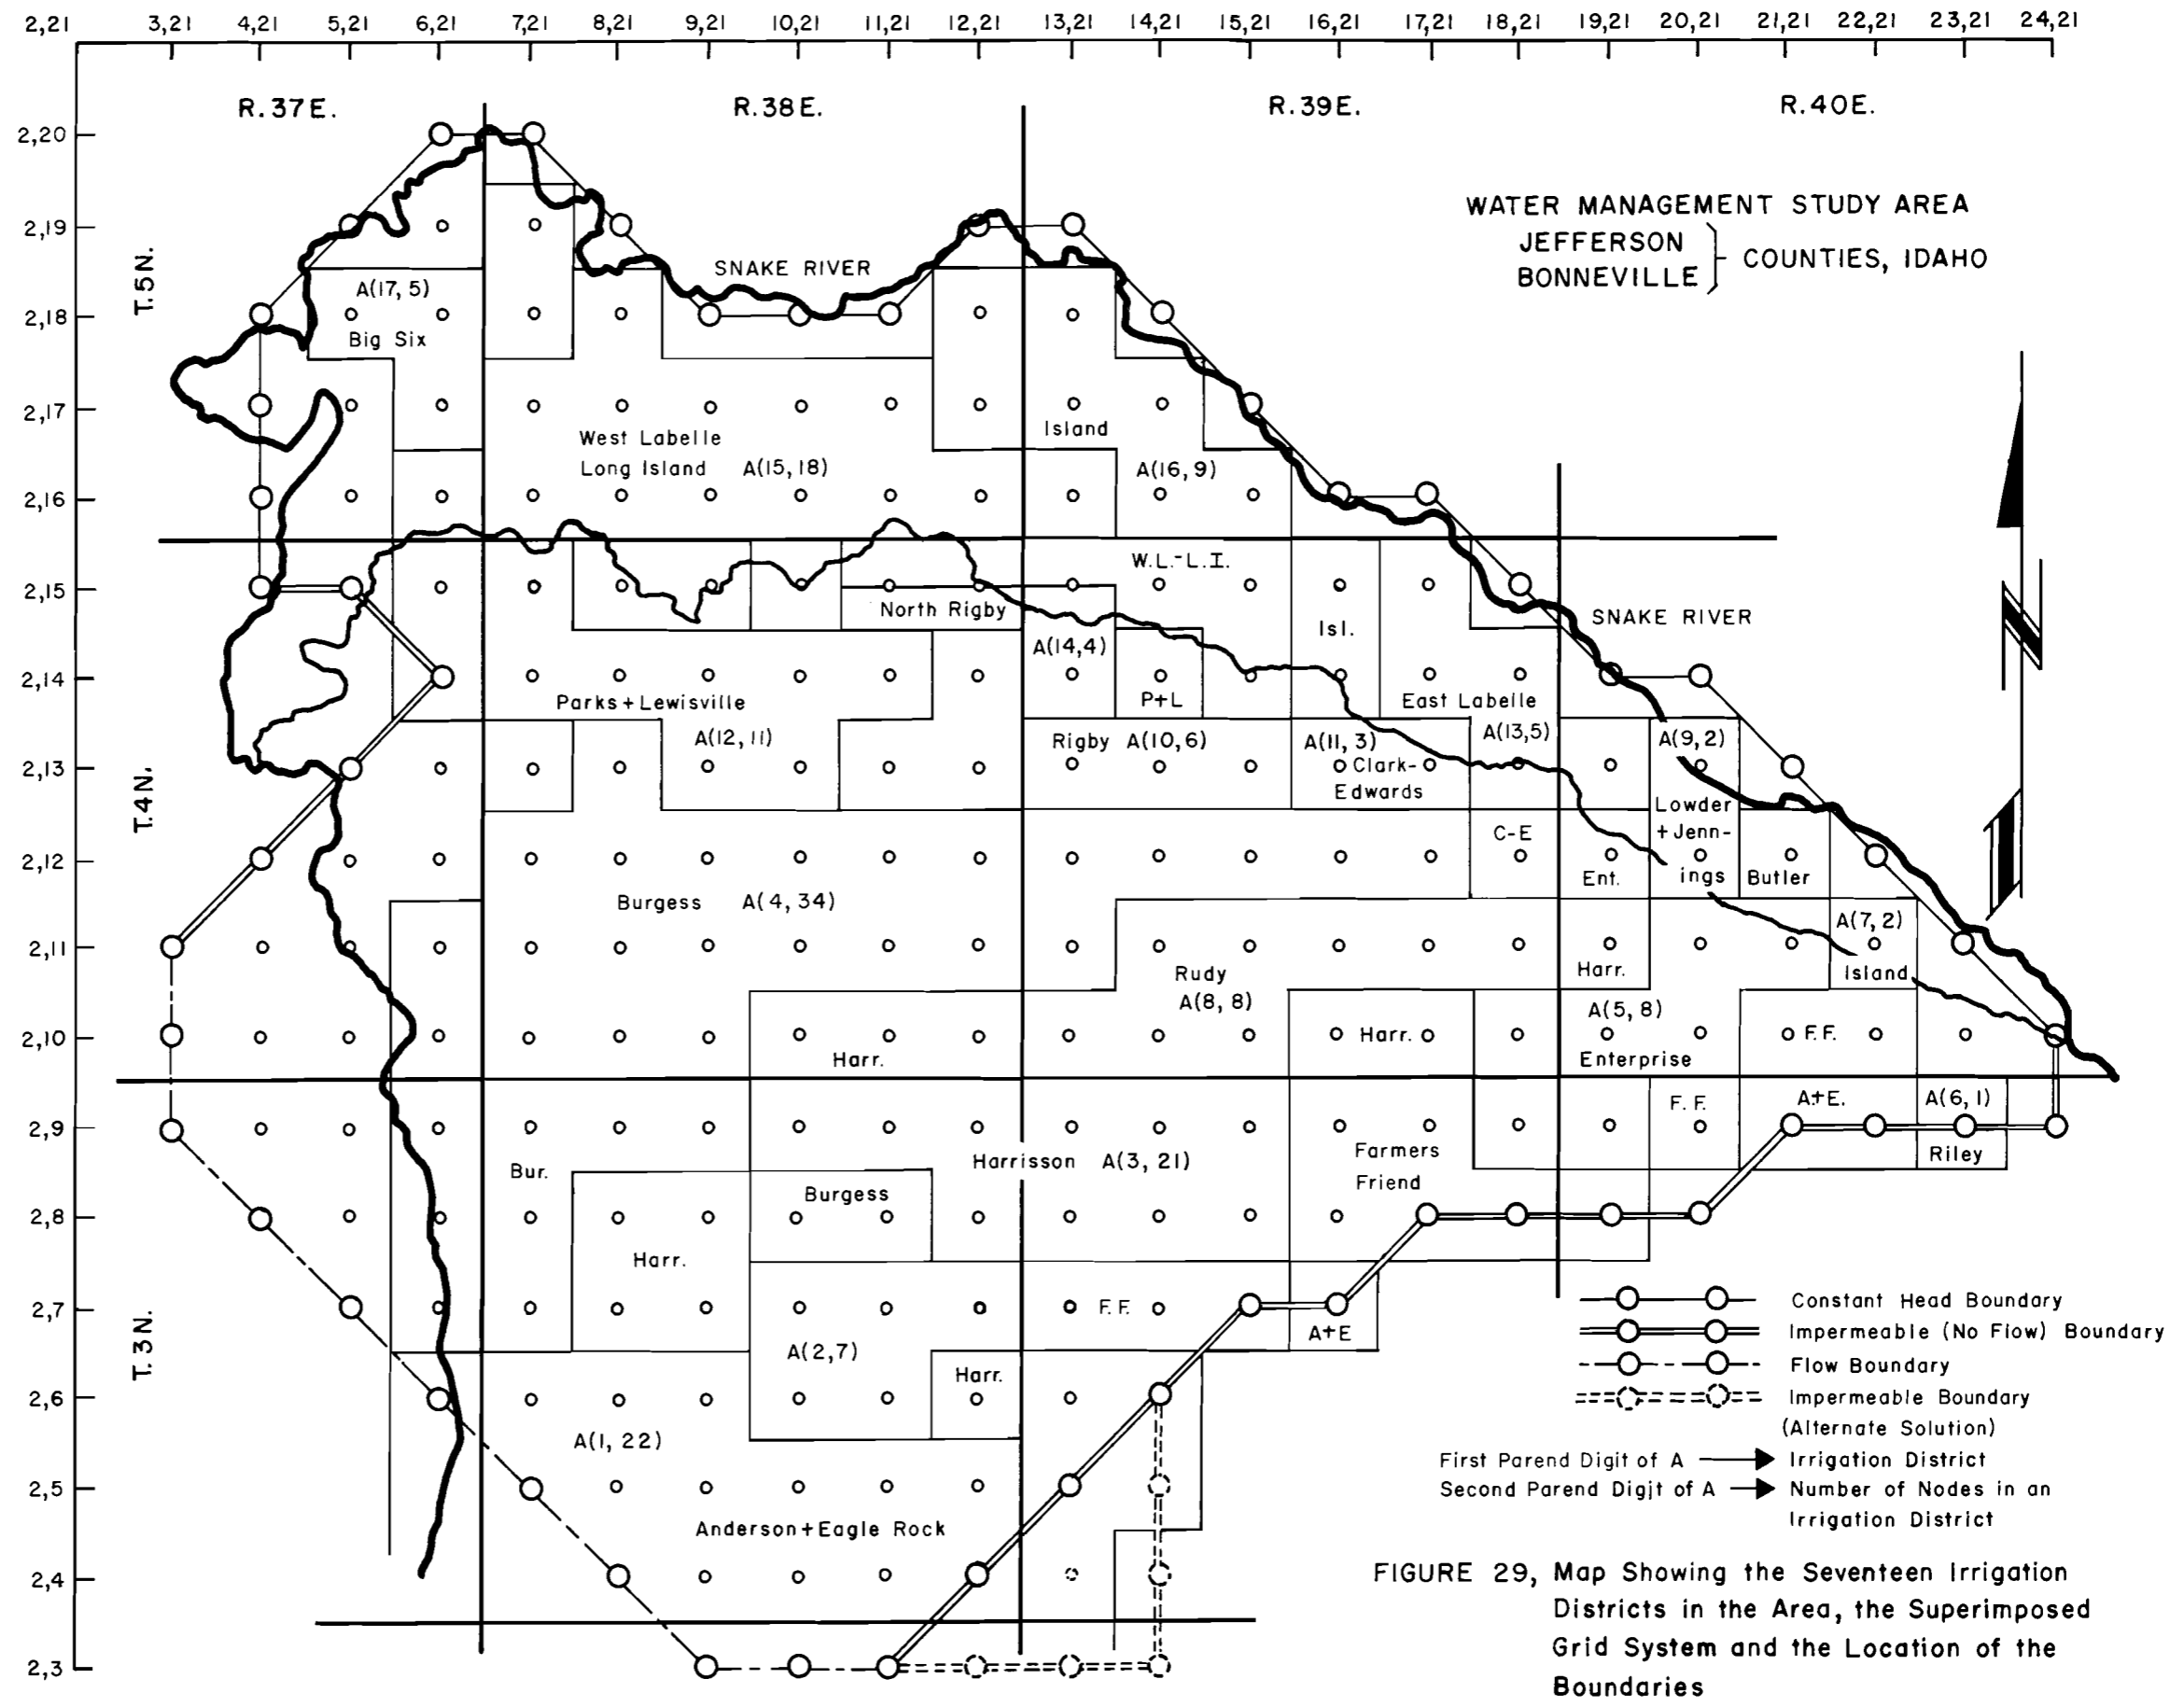 2,21 3,21 4,21 5,21 6,21 7,21 8,21 9,21 10,21 11,21 12,21 13,21 14,21 15,21 16,21 17,21 18,21 19,21 20,21 21,21 22,21 23,21 24,21
R.37E. R.38E. R.39E. R.40E.
2,20
WATER MANAGEMENT STUDY AREA
2,19
JEFFERSON
BONNEVILLE
COUNTIES, IDAHO
T.5N.
SNAKE RIVER
A(17,5)
2,18
Big Six
2,17
Island
West Labelle
Long Island A(15,18)
A(16,9)
2,16
N
W.L.-L.I.
2,15
North Rigby
SNAKE RIVER
Isl.
A(14,4)
2,14
Parks+Lewisville
P+L
East Labelle
A(12,11)
Rigby A(10,6)
A(11,3)
A(13,5)
A(9,2)
2,13
Clark-
Edwards
T.4N.
Lowder
+Jenn-
ings
C-E
2,12
Ent.
Butler
Burgess A(4,34)
A(7,2)
2,11
Rudy
A(8,8)
Harr.
Island
A(5,8)
2,10
Harr.
Harr.
Enterprise
F.F.
2,9
F.F.
A+E.
A(6,1)
Bur.
Harrisson A(3,21)
Farmers
Friend
Riley
Burgess
2,8
Harr.
2,7
F.F.
A+E
T.3N.
A(2,7)
Harr.
2,6
A(1,22)
2,5
Anderson+Eagle Rock
2,4
2,3
Constant Head Boundary
Impermeable (No Flow) Boundary
Flow Boundary
Impermeable Boundary
(Alternate Solution)
First Parend Digit of A Irrigation District
Second Parend Digit of A Number of Nodes in an
Irrigation District
FIGURE 29, Map Showing the Seventeen Irrigation
Districts in the Area, the Superimposed
Grid System and the Location of the
Boundaries